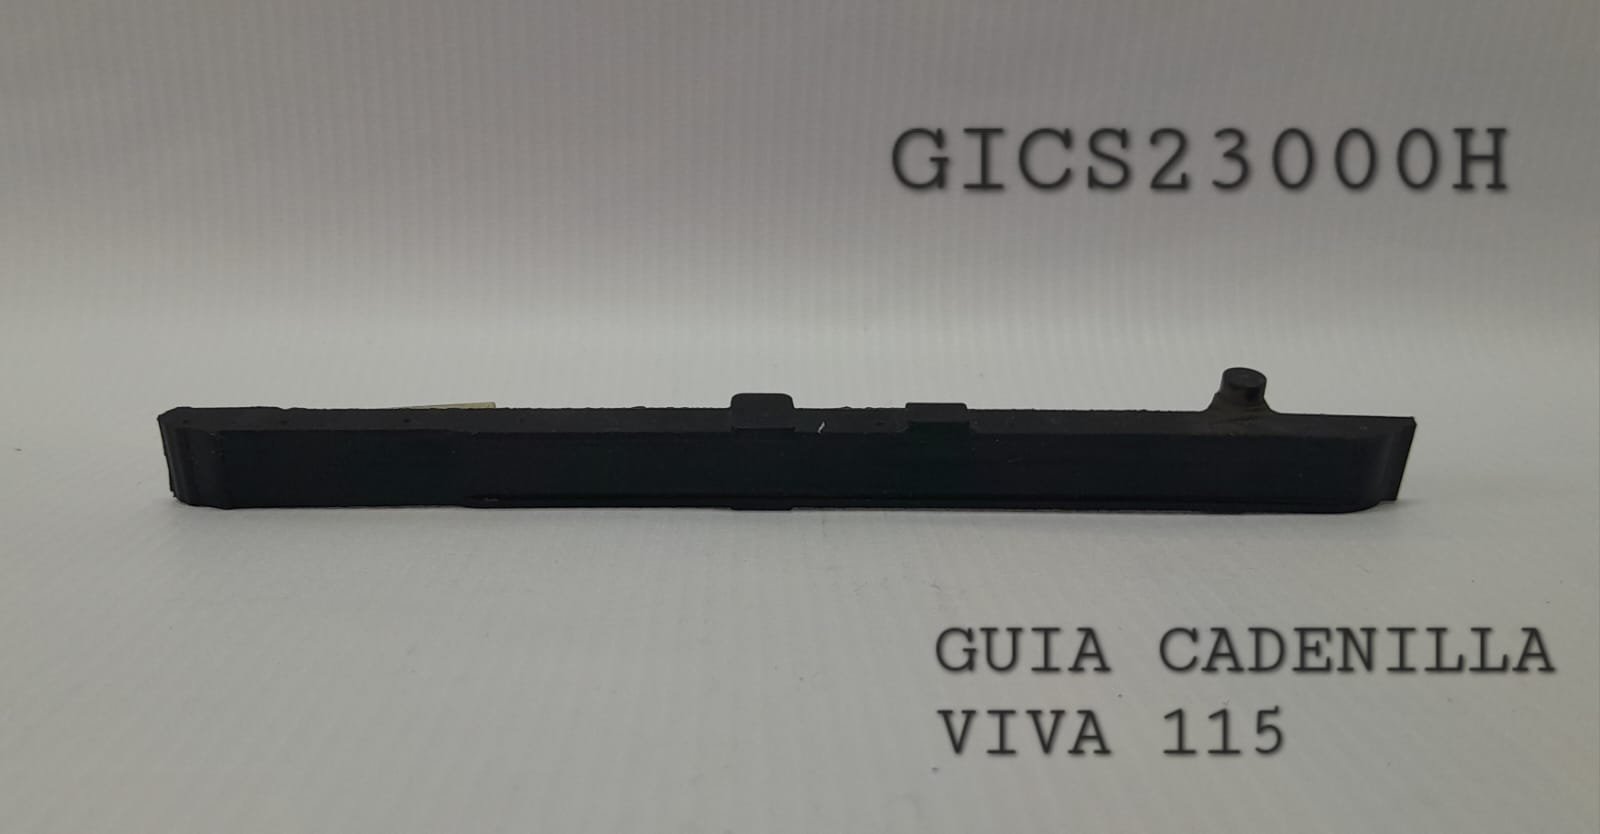 GICS23000H
GUIA CADENILLA
VIVA 115